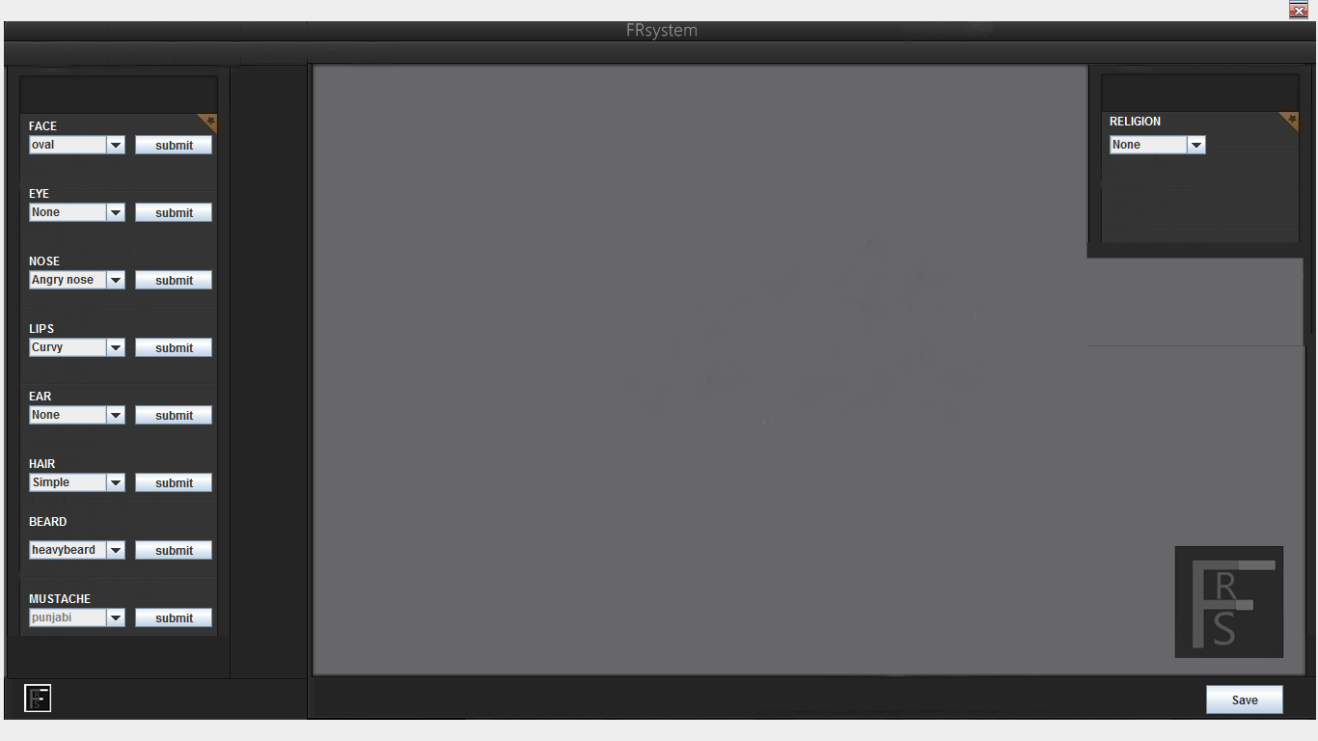 FRsystem
FACE
oval submit
EYE
None submit
NOSE
Angry nose submit
LIPS
Curvy submit
EAR
None submit
HAIR
Simple submit
BEARD
heavybeard submit
MUSTACHE
punjabi submit
RELIGION
None
F R S
FRS
Save